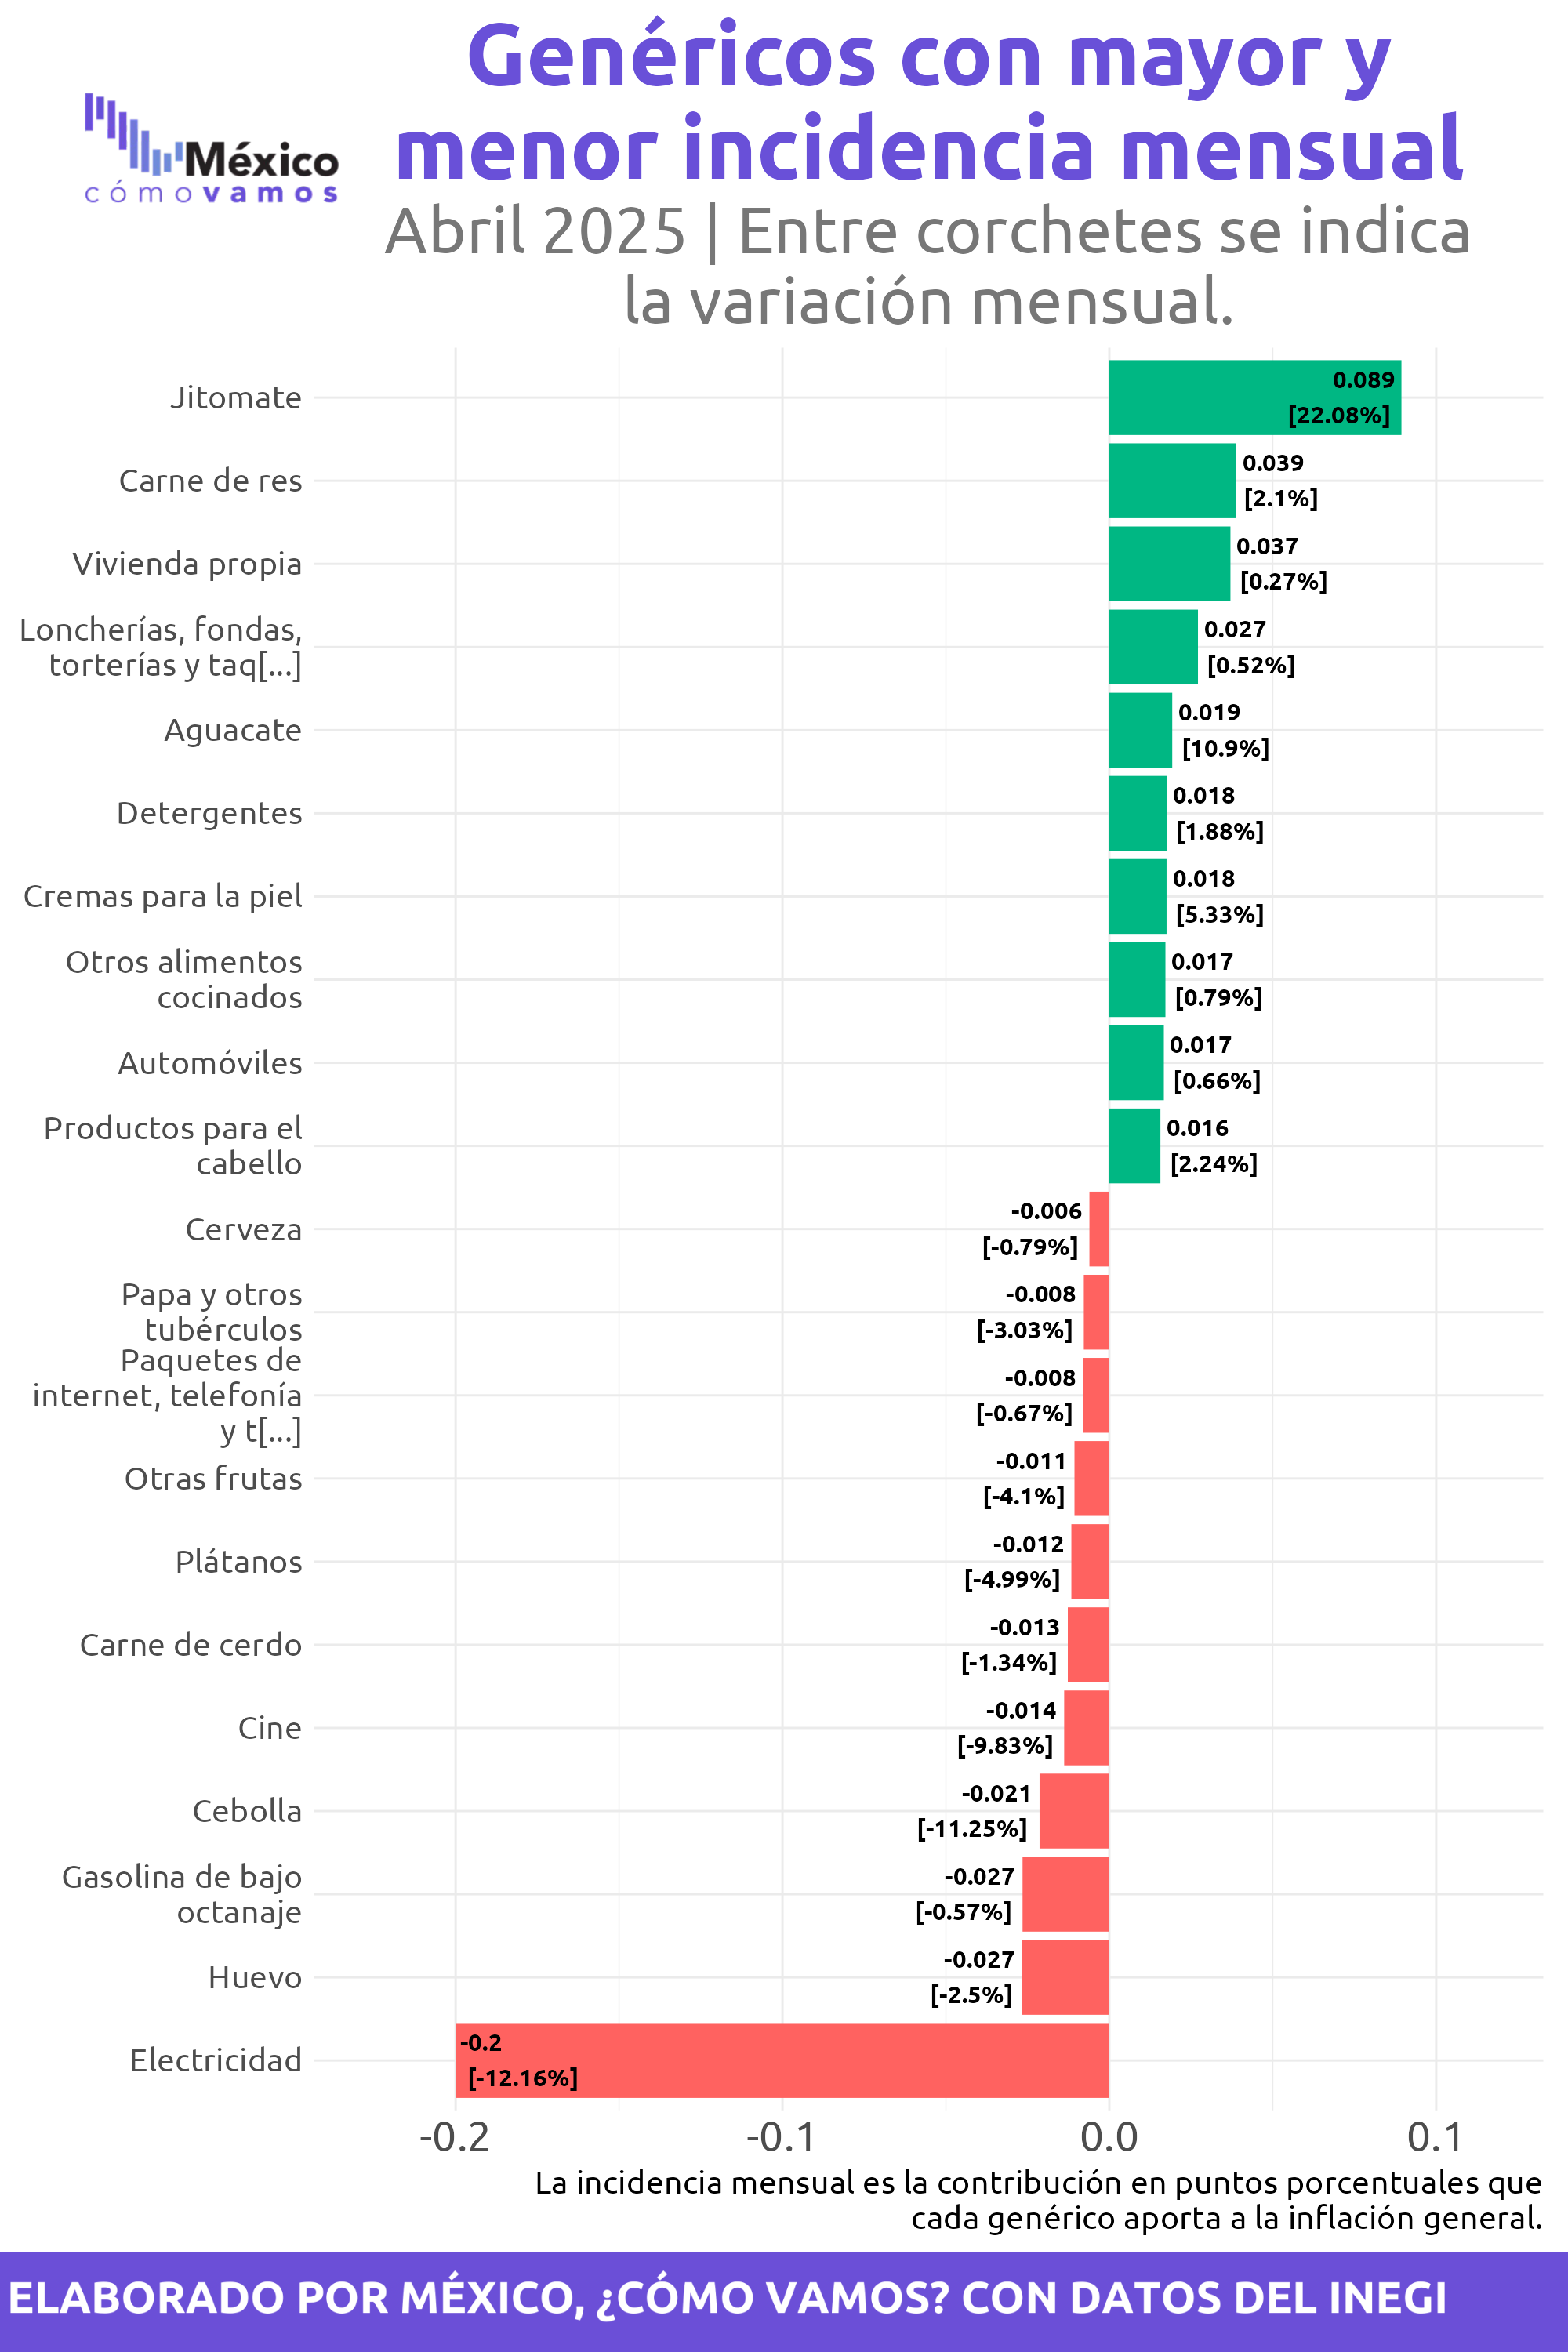 México
cómovamos
Genéricos con mayor y
menor incidencia mensual
Abril 2025 | Entre corchetes se indica
la variación mensual.
Jitomate
0.089
[22.08%]
Carne de res
0.039
[2.1%]
Vivienda propia
0.037
[0.27%]
Loncherías, fondas,
torterías y taq[...]
0.027
[0.52%]
Aguacate
0.019
[10.9%]
Detergentes
0.018
[1.88%]
Cremas para la piel
0.018
[5.33%]
Otros alimentos
cocinados
0.017
[0.79%]
Automóviles
0.017
[0.66%]
Productos para el
cabello
0.016
[2.24%]
Cerveza
-0.006
[-0.79%]
Papa y otros
tubérculos
-0.008
[-3.03%]
Paquetes de
internet, telefonía
y t[...]
-0.008
[-0.67%]
Otras frutas
-0.011
[-4.1%]
Plátanos
-0.012
[-4.99%]
Carne de cerdo
-0.013
[-1.34%]
Cine
-0.014
[-9.83%]
Cebolla
-0.021
[-11.25%]
Gasolina de bajo
octanaje
-0.027
[-0.57%]
Huevo
-0.027
[-2.5%]
Electricidad
-0.2
[-12.16%]
-0.2 -0.1 0.0 0.1
La incidencia mensual es la contribución en puntos porcentuales que
cada genérico aporta a la inflación general.
ELABORADO POR MÉXICO, ¿CÓMO VAMOS? CON DATOS DEL INEGI